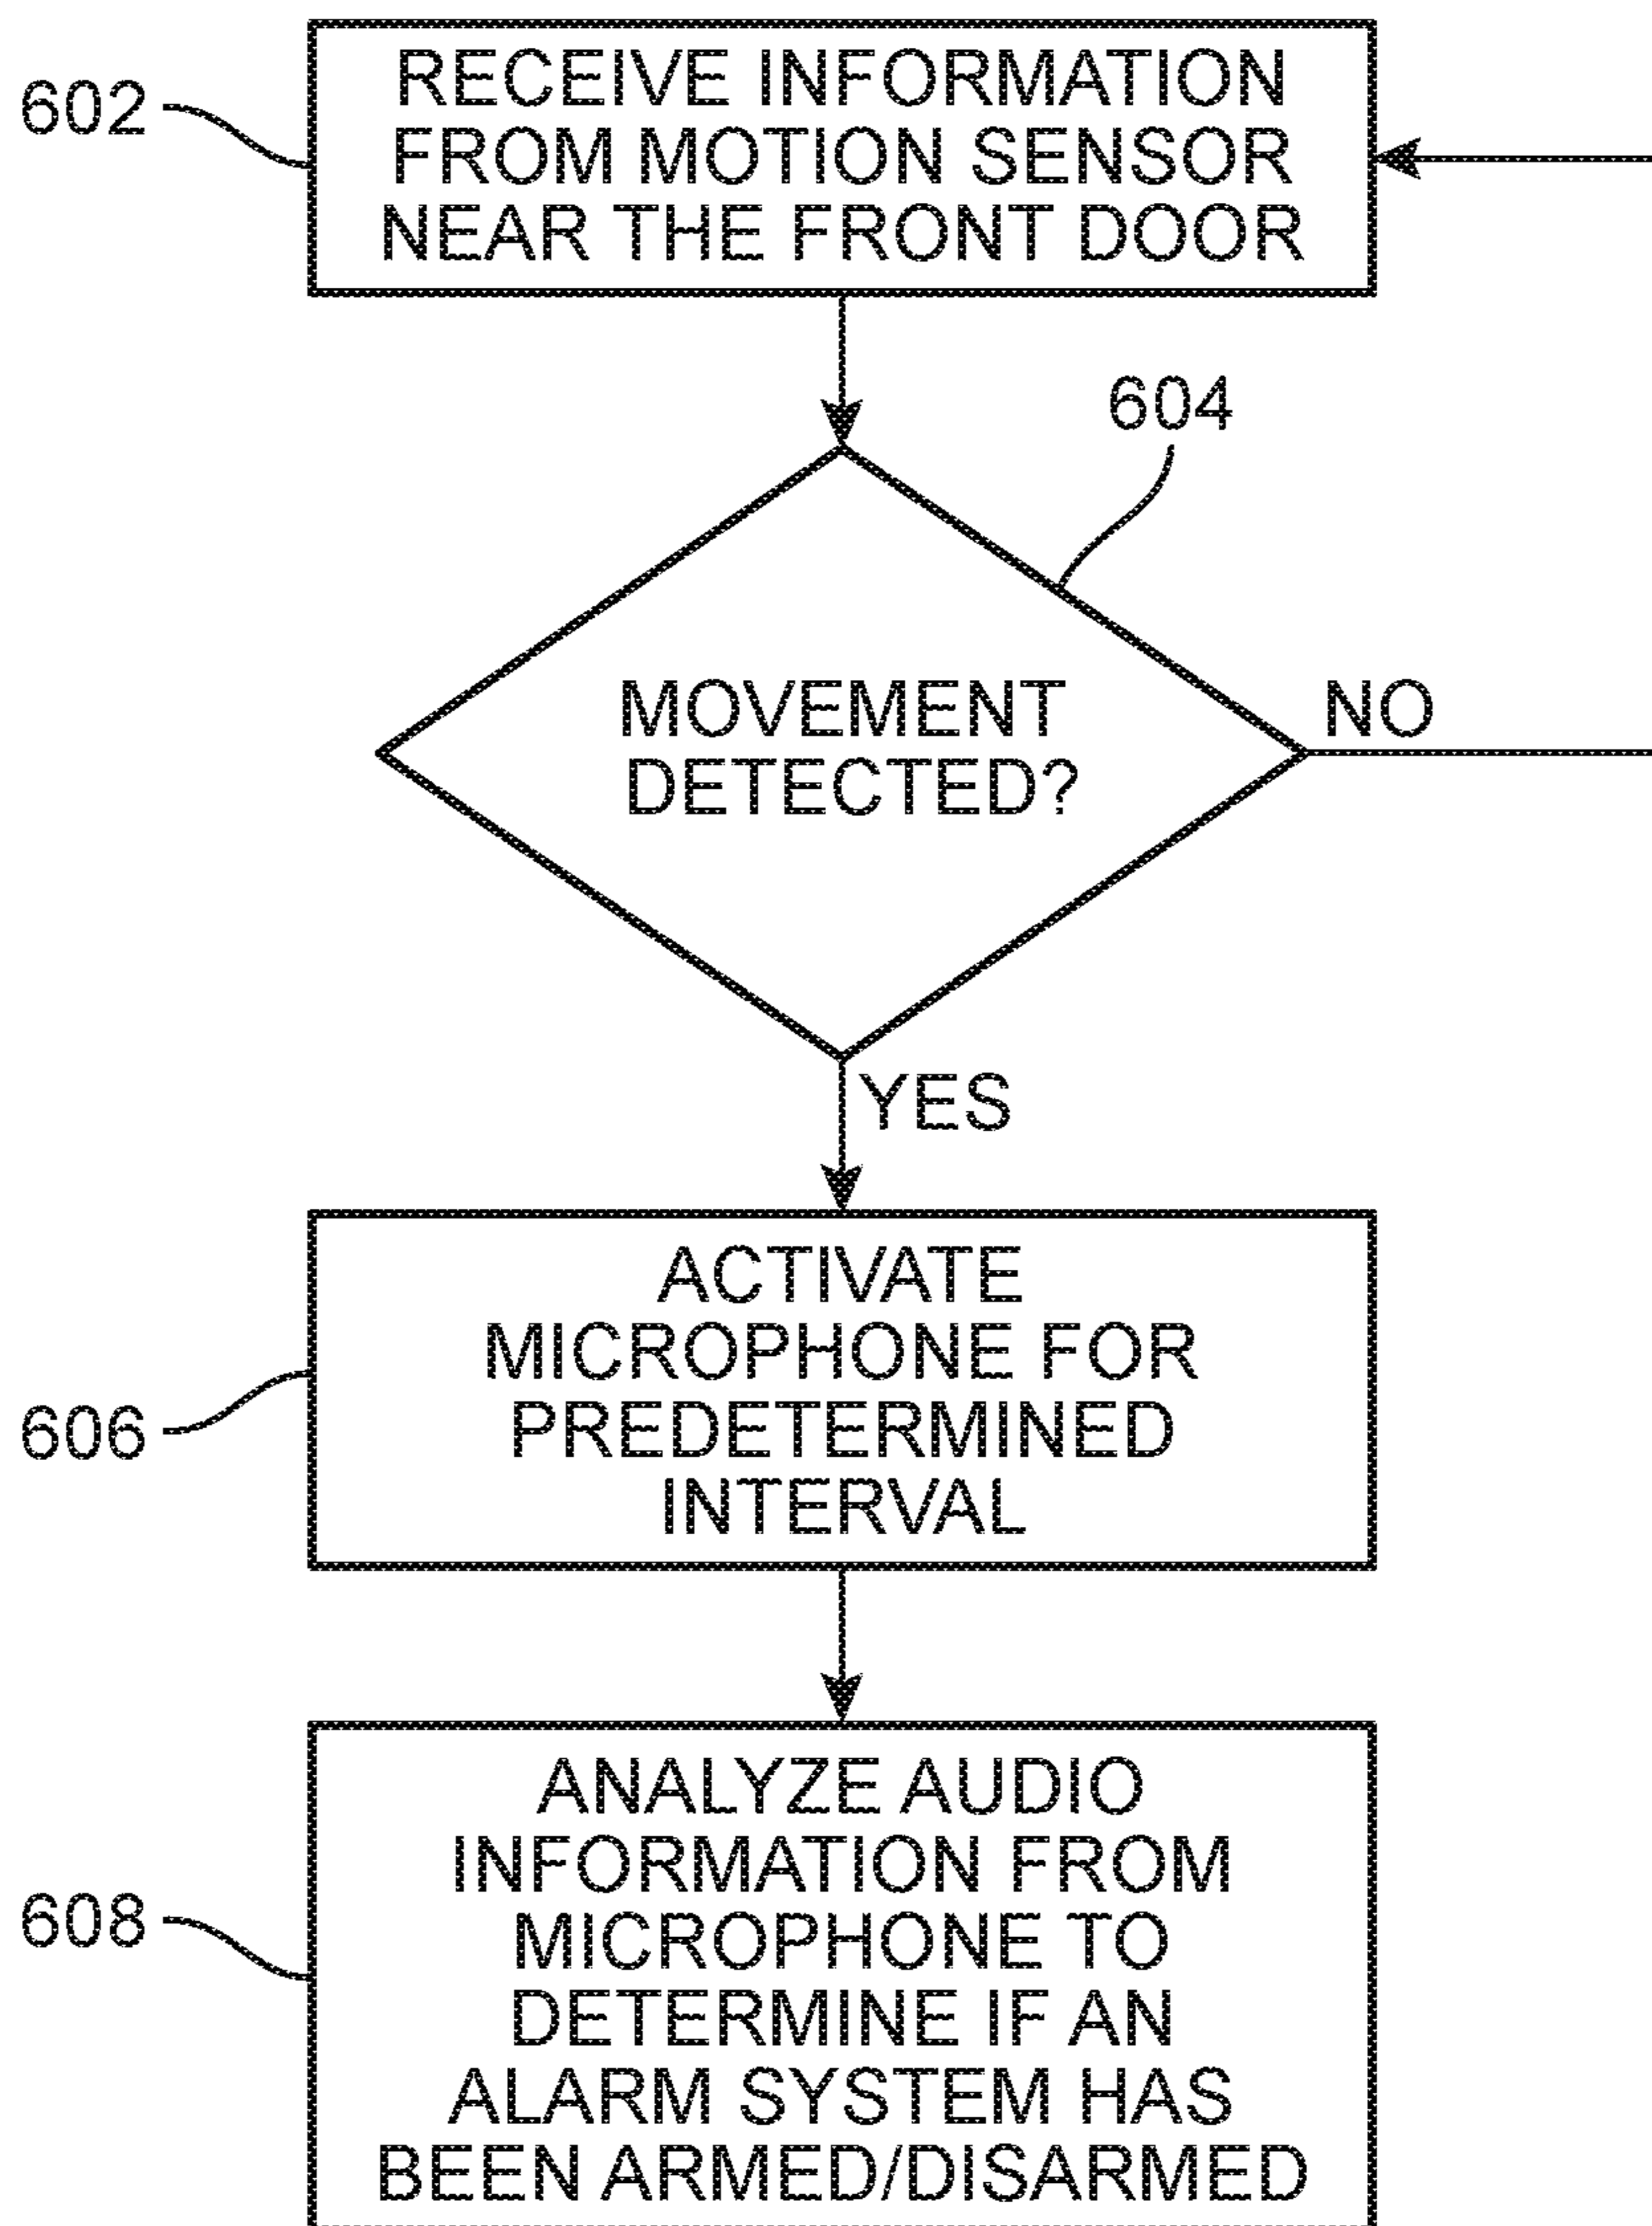 602
RECEIVE INFORMATION
FROM MOTION SENSOR
NEAR THE FRONT DOOR
604
MOVEMENT
DETECTED?
NO
YES
606
ACTIVATE
MICROPHONE FOR
PREDETERMINED
INTERVAL
608
ANALYZE AUDIO
INFORMATION FROM
MICROPHONE TO
DETERMINE IF AN
ALARM SYSTEM HAS
BEEN ARMED/DISARMED